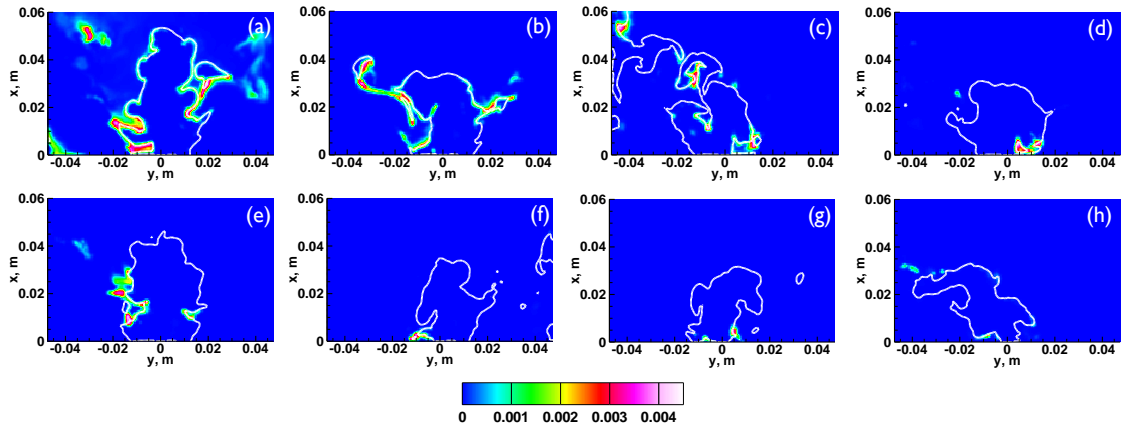 0.06 (a) 0.06 (b) 0.06 (c) 0.06 (d)
0.04 0.04 0.04 0.04
x, m x, m x, m x, m
0.02 0.02 0.02 0.02
0 0 0 0
-0.04 -0.02 0 0.02 0.04 -0.04 -0.02 0 0.02 0.04 -0.04 -0.02 0 0.02 0.04 -0.04 -0.02 0 0.02 0.04
y, m y, m y, m y, m
0.06 (e) 0.06 (f) 0.06 (g) 0.06 (h)
0.04 0.04 0.04 0.04
x, m x, m x, m x, m
0.02 0.02 0.02 0.02
0 0 0 0
-0.04 -0.02 0 0.02 0.04 -0.04 -0.02 0 0.02 0.04 -0.04 -0.02 0 0.02 0.04 -0.04 -0.02 0 0.02 0.04
y, m y, m y, m y, m
0 0.001 0.002 0.003 0.004